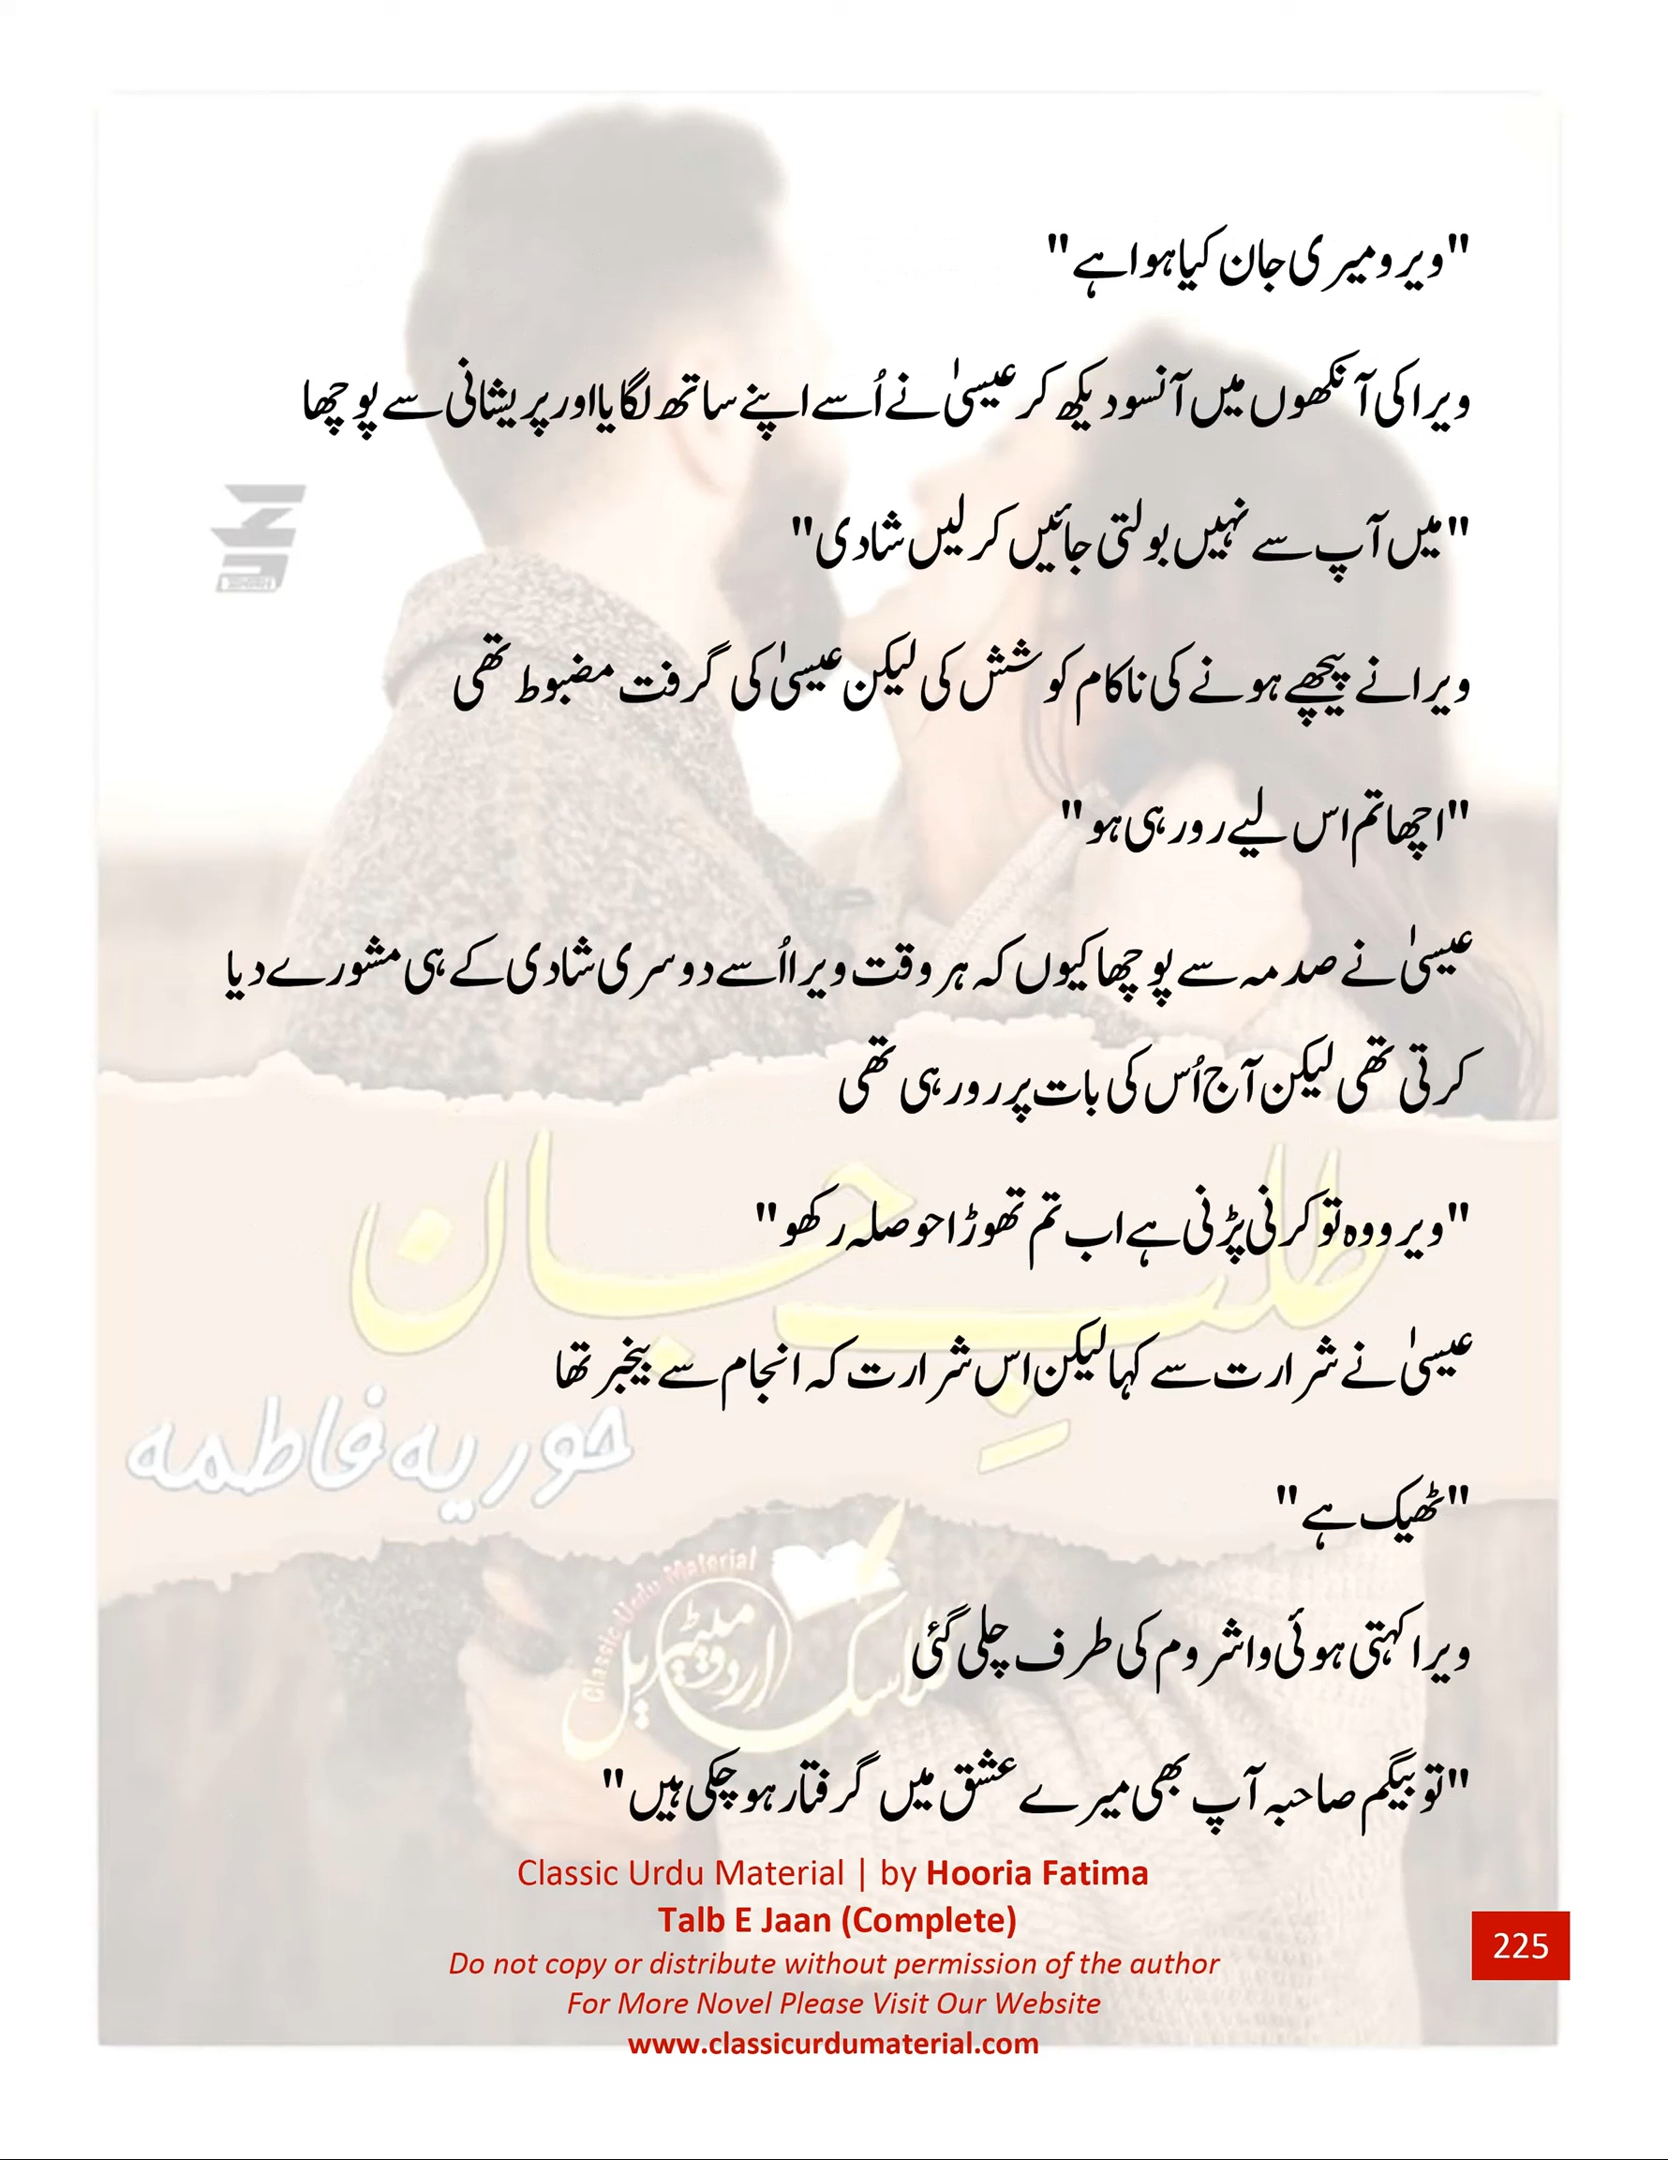 "ویرو میری جان کیا ہوا ہے"
ویرا کی آنکھوں میں آنسو دیکھ کر عیسیٰ نے اُسے اپنے ساتھ لگایا اور پریشانی سے پوچھا
"میں آپ سے نہیں بولتی جائیں کر لیں شادی"
ویرا نے پیچھے ہونے کی ناکام کوشش کی لیکن عیسیٰ کی گرفت مضبوط تھی
"اچھا تم اس لیے رو رہی ہو"
عیسیٰ نے صدمہ سے پوچھا کیوں کہ ہر وقت ویرا اُسے دوسری شادی کے ہی مشورے دیا
کرتی تھی لیکن آج اُس کی بات پر رو رہی تھی
"ویرو وہ تو کرنی پڑنی ہے اب تم تھوڑا حوصلہ رکھو"
طلبِ جان
عیسیٰ نے شرارت سے کہا لیکن اس شرارت کہ انجام سے بیخبر تھا
حوریہ فاطمہ
"ٹھیک ہے"
Classic Urdu Material
کلاسک اردو میٹیریل
ویرا کہتی ہوئی واشروم کی طرف چلی گئی
"تو بیگم صاحبہ آپ بھی میرے عشق میں گرفتار ہو چکی ہیں"
Classic Urdu Material | by Hooria Fatima
Talb E Jaan (Complete)
225
Do not copy or distribute without permission of the author
For More Novel Please Visit Our Website
www.classicurdumaterial.com